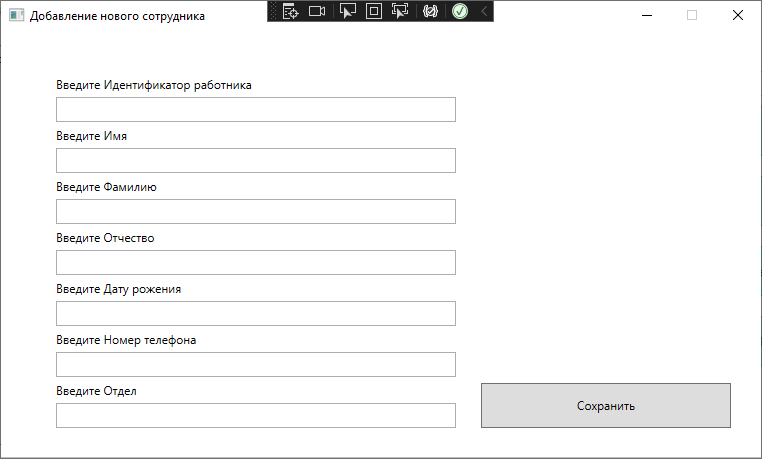 Добавление нового сотрудника
Введите Идентификатор работника
Введите Имя
Введите Фамилию
Введите Отчество
Введите Дату рожения
Введите Номер телефона
Введите Отдел
Сохранить